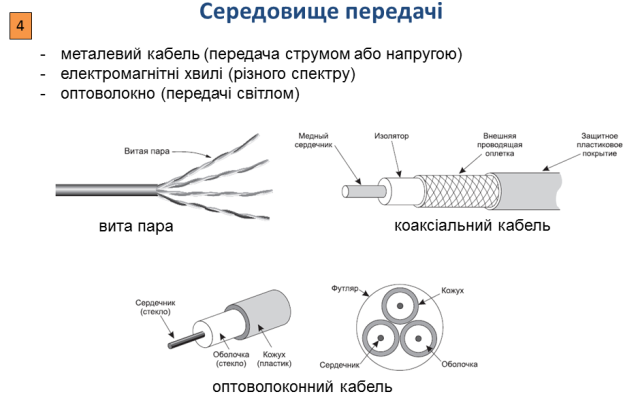 Середовище передачі
4
- металевий кабель (передача струмом або напругою)
- електромагнітні хвилі (різного спектру)
- оптоволокно (передачі світлом)
Витая пара
вита пара
Медный
сердечник
Изолятор
Внешняя
проводящая
оплетка
Защитное
пластиковое
покрытие
коаксіальний кабель
Сердечник
(стекло)
Оболочка
(стекло)
Кожух
(пластик)
Футляр
Кожух
Сердечник
Оболочка
оптоволоконний кабель